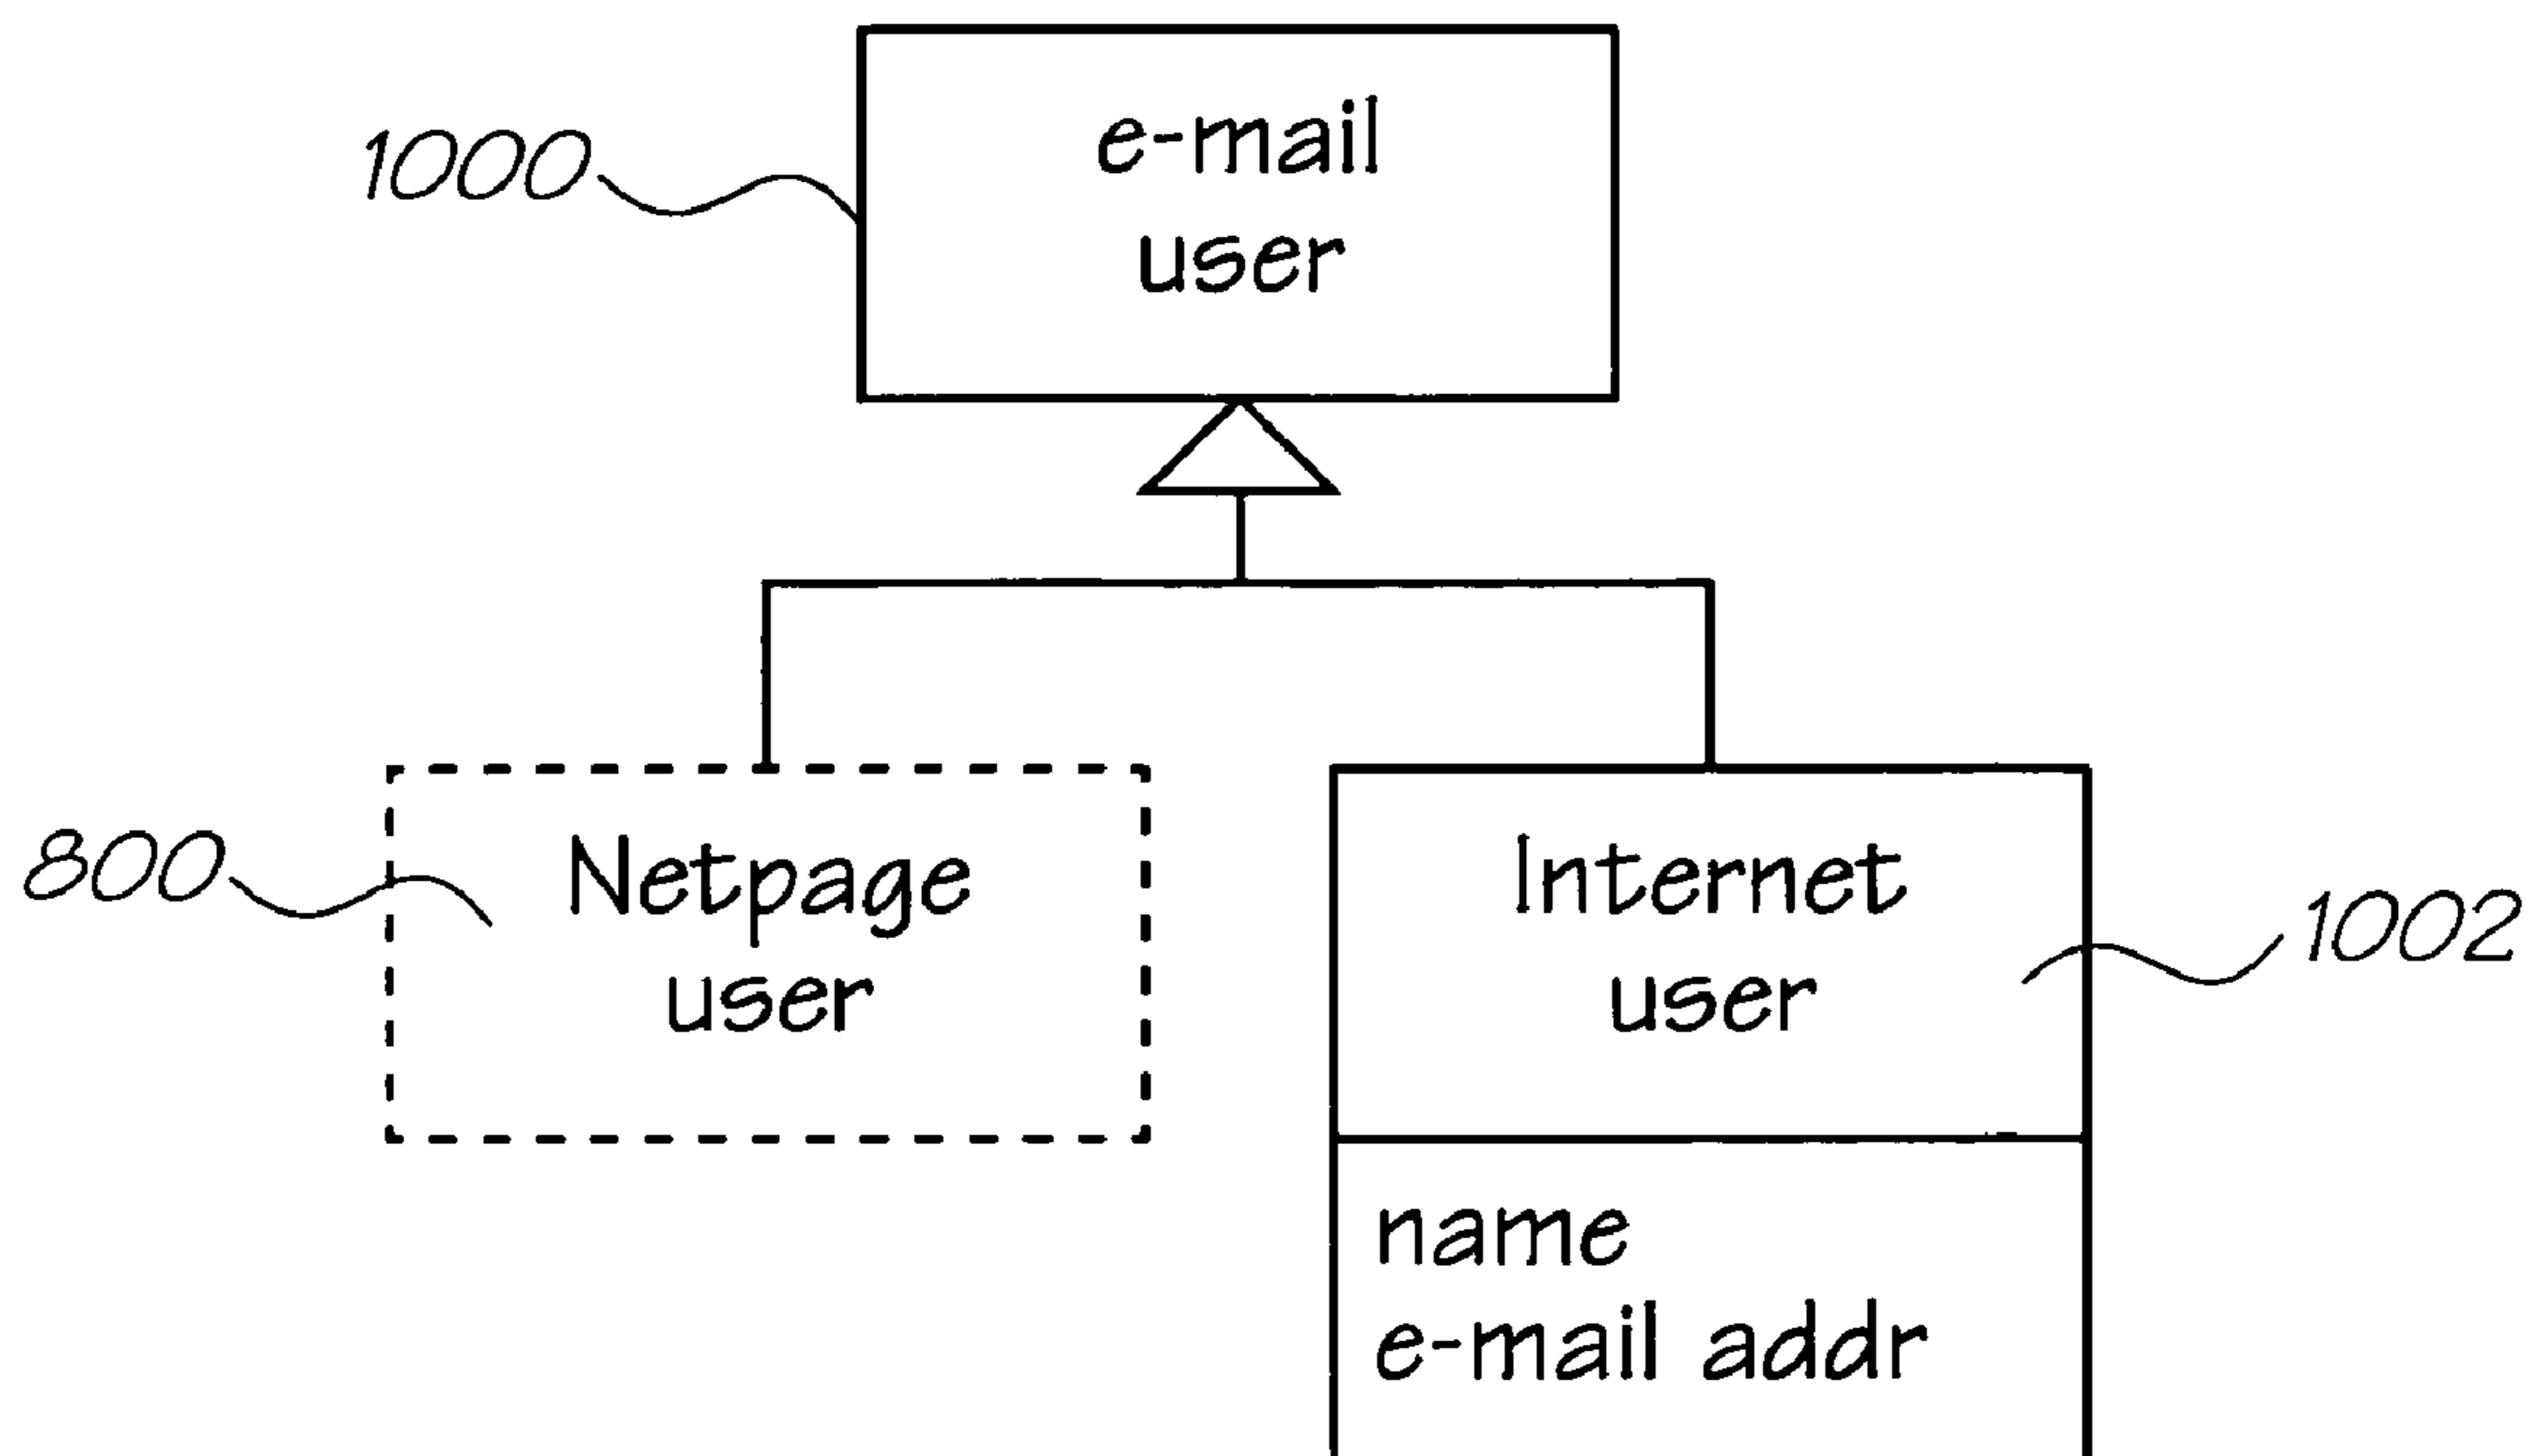 1000
e-mail
user
800
Netpage
user
Internet
user
1002
name
e-mail addr